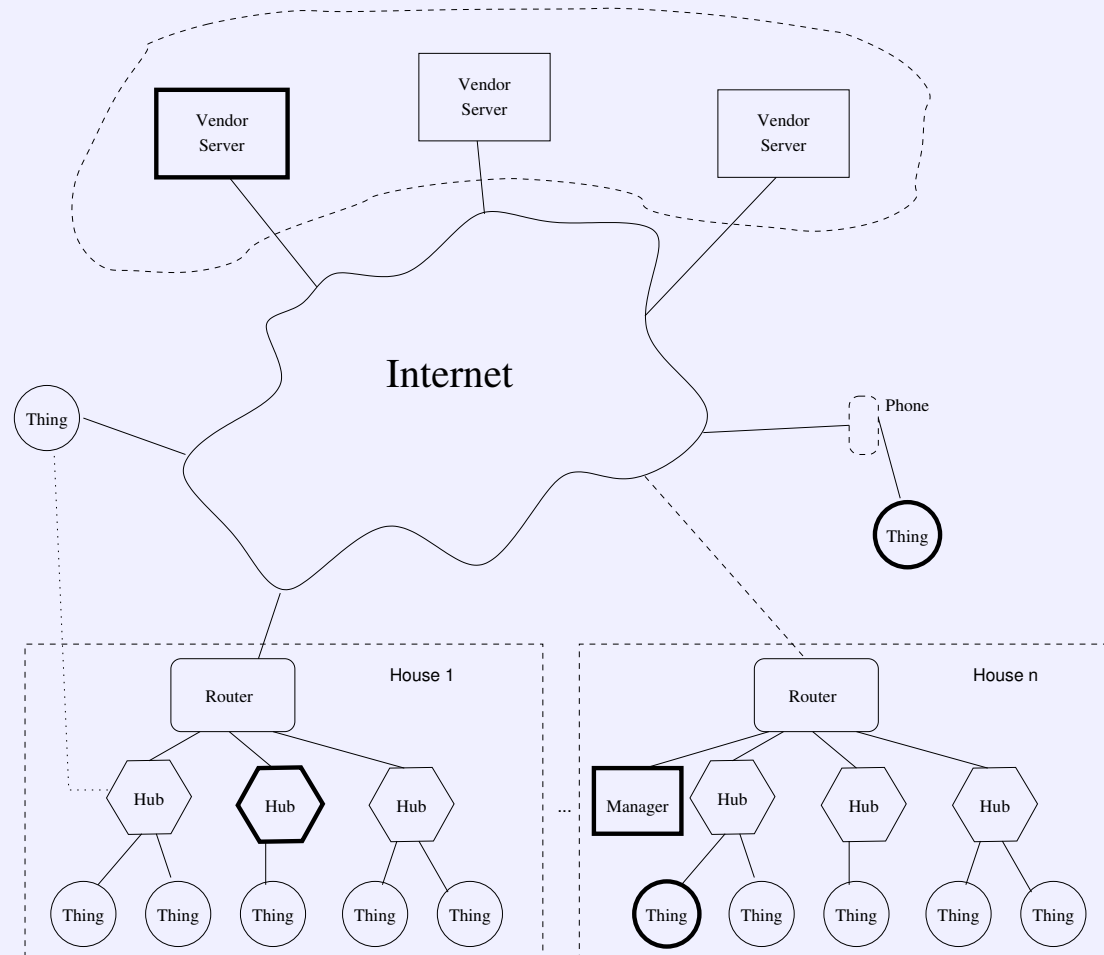 Vendor
Server
Vendor
Server
Vendor
Server
Internet
Thing
Phone
Thing
House 1
House n
Router
Router
Hub
Hub
Hub
...
Manager
Hub
Hub
Hub
Thing
Thing
Thing
Thing
Thing
Thing
Thing
Thing
Thing
Thing